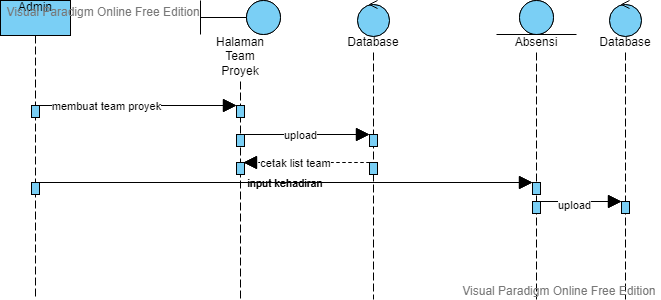 Admin
Visual Paradigm Online Free Edition
Halaman
Team
Proyek
Database
Absensi
Database
membuat team proyek
upload
cetak list team
input kehadiran
upload
Visual Paradigm Online Free Edition